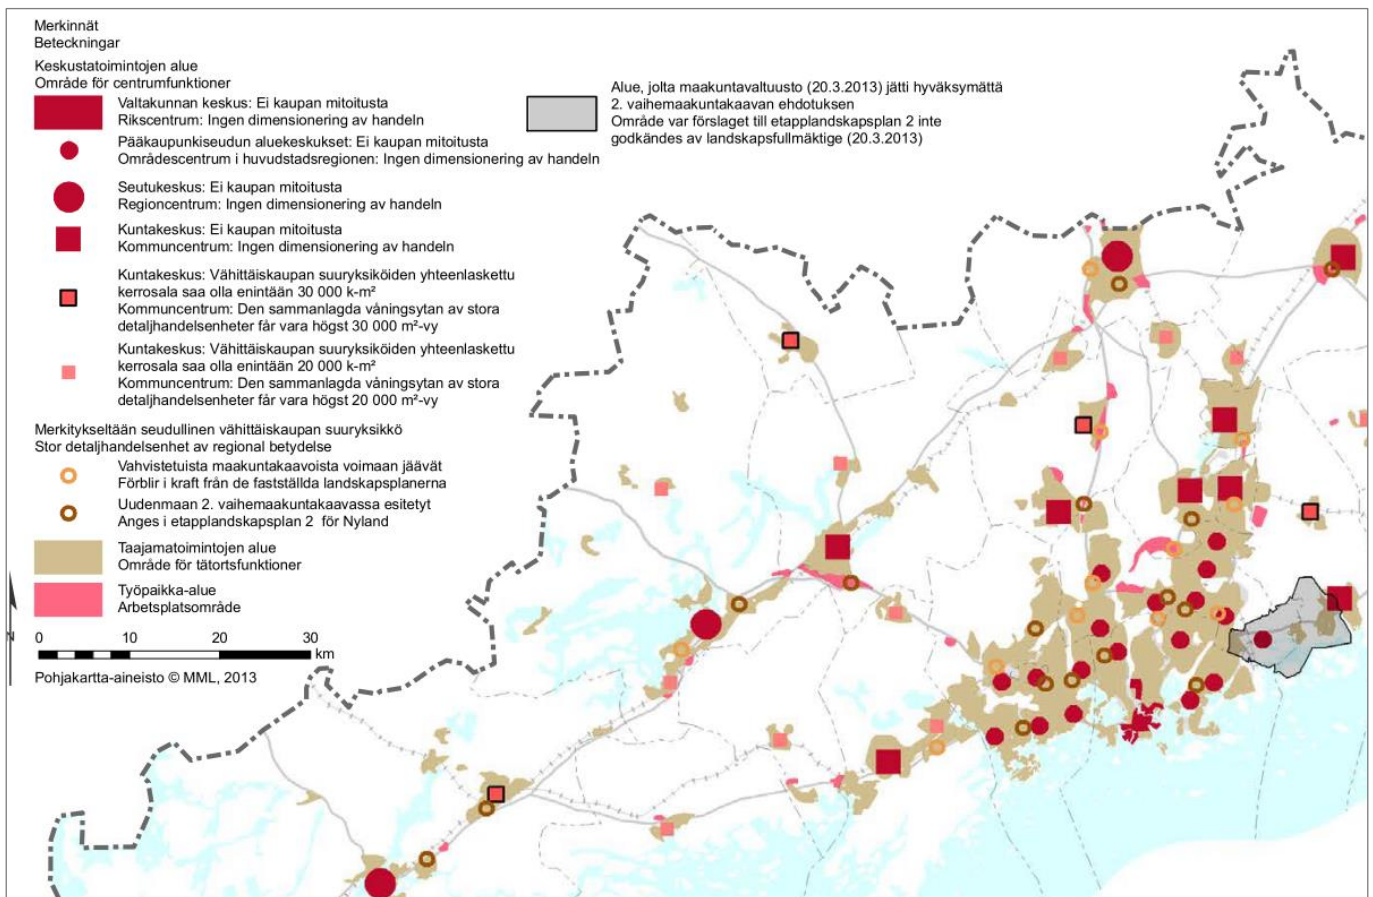 Merkinnät
Beteckningar
Keskustatoimintojen alue
Område för centrumfunktioner
Valtakunnan keskus: Ei kaupan mitoitusta
Rikscentrum: Ingen dimensionering av handeln
Pääkaupunkiseudun aluekeskukset: Ei kaupan mitoitusta
Områdescentrum i huvudstadsregionen: Ingen dimensionering av handeln
Seutukeskus: Ei kaupan mitoitusta
Regioncentrum: Ingen dimensionering av handeln
Kuntakeskus: Ei kaupan mitoitusta
Kommuncentrum: Ingen dimensionering av handeln
Kuntakeskus: Vähittäiskaupan suuryksiköiden yhteenlaskettu
kerrosala saa olla enintään 30 000 k-m²
Kommuncentrum: Den sammanlagda våningsytan av stora
detaljhandelsenheter får vara högst 30 000 m²-vy
Kuntakeskus: Vähittäiskaupan suuryksiköiden yhteenlaskettu
kerrosala saa olla enintään 20 000 k-m²
Kommuncentrum: Den sammanlagda våningsytan av stora
detaljhandelsenheter får vara högst 20 000 m²-vy
Merkitykseltään seudullinen vähittäiskaupan suuryksikkö
Stor detaljhandelsenhet av regional betydelse
Vahvistetuista maakuntakaavoista voimaan jäävät
Förblir i kraft från de fastställda landskapsplanerna
Uudenmaan 2. vaihemaakuntakaavassa esitetyt
Anges i etapplandskapsplan 2 för Nyland
Taajamatoimintojen alue
Område för tätortsfunktioner
Työpaikka-alue
Arbetsplatsområde
N
0 10 20 30
km
Pohjakartta-aineisto © MML, 2013
Alue, jolta maakuntavaltuusto (20.3.2013) jätti hyväksymättä
2. vaihemaakuntakaavan ehdotuksen
Område var förslaget till etapplandskapsplan 2 inte
godkändes av landskapsfullmäktige (20.3.2013)